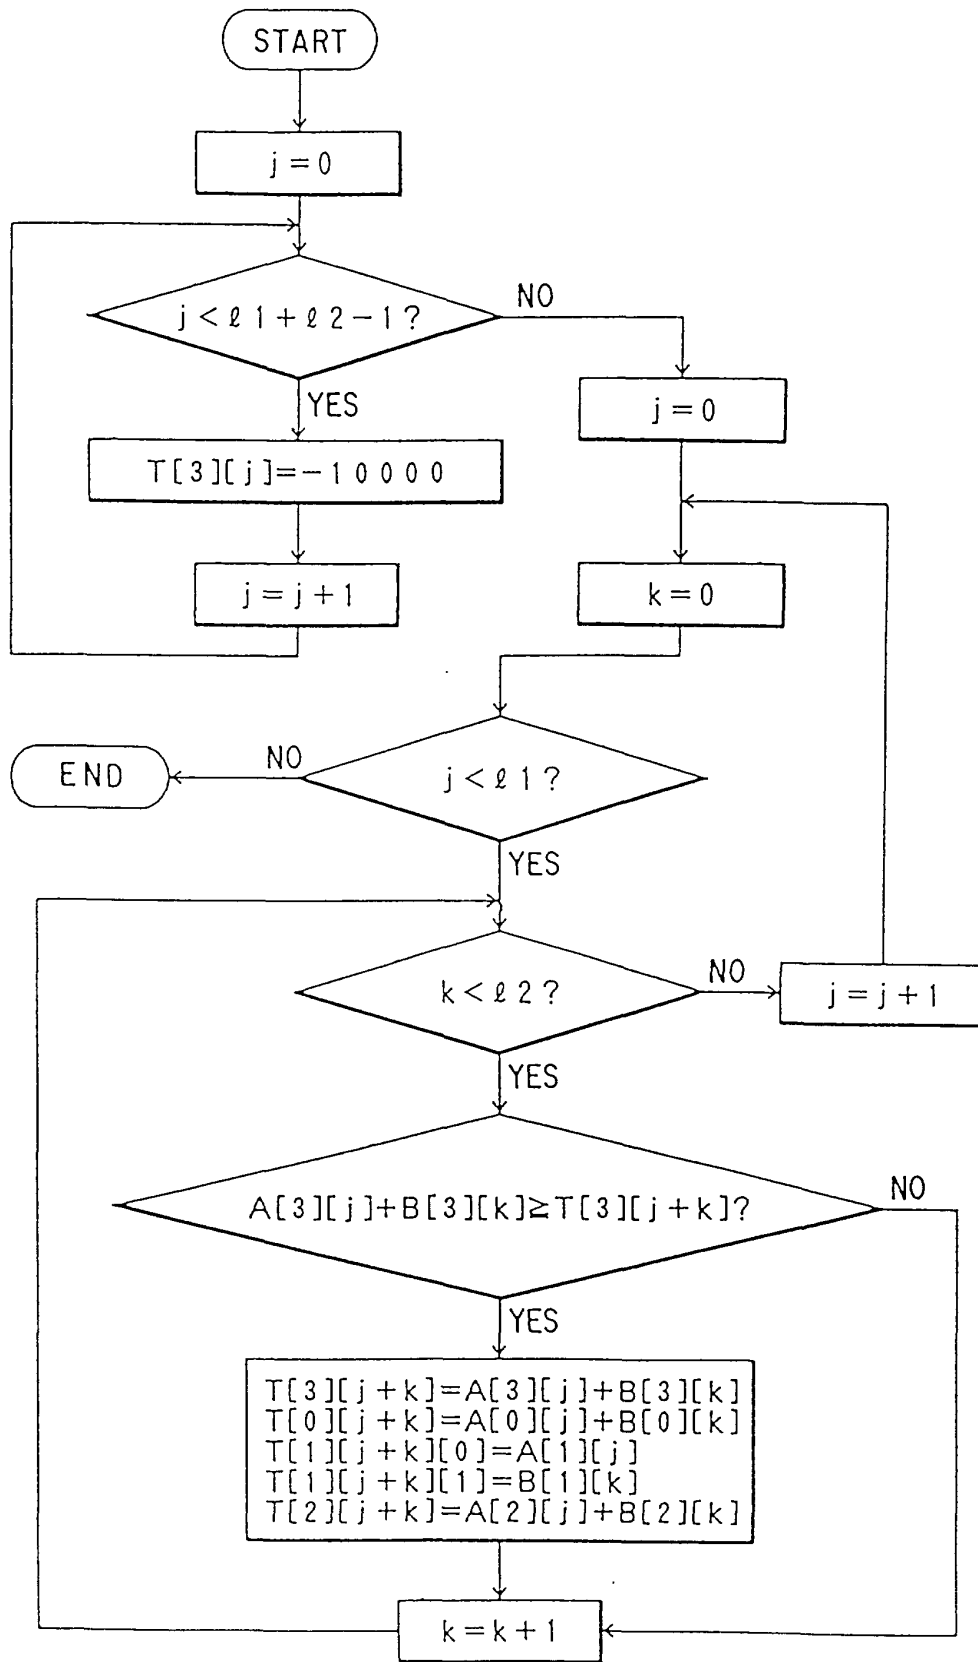 START
j=0
j<ℓ1+ℓ2-1?
NO
YES
j=0
T[3][j]=-10000
j=j+1
k=0
j<ℓ1?
NO
END
YES
k<ℓ2?
NO
j=j+1
YES
A[3][j]+B[3][k]≧T[3][j+k]?
NO
YES
T[3][j+k]=A[3][j]+B[3][k]
T[0][j+k]=A[0][j]+B[0][k]
T[1][j+k][0]=A[1][j]
T[1][j+k][1]=B[1][k]
T[2][j+k]=A[2][j]+B[2][k]
k=k+1